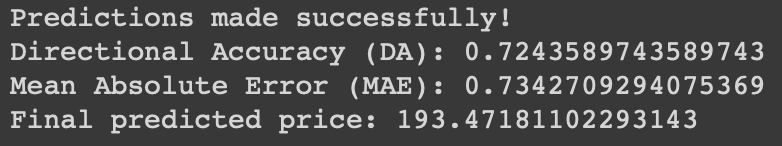 Predictions made successfully!
Directional Accuracy (DA): 0.7243589743589743
Mean Absolute Error (MAE): 0.7342709294075369
Final predicted price: 193.47181102293143